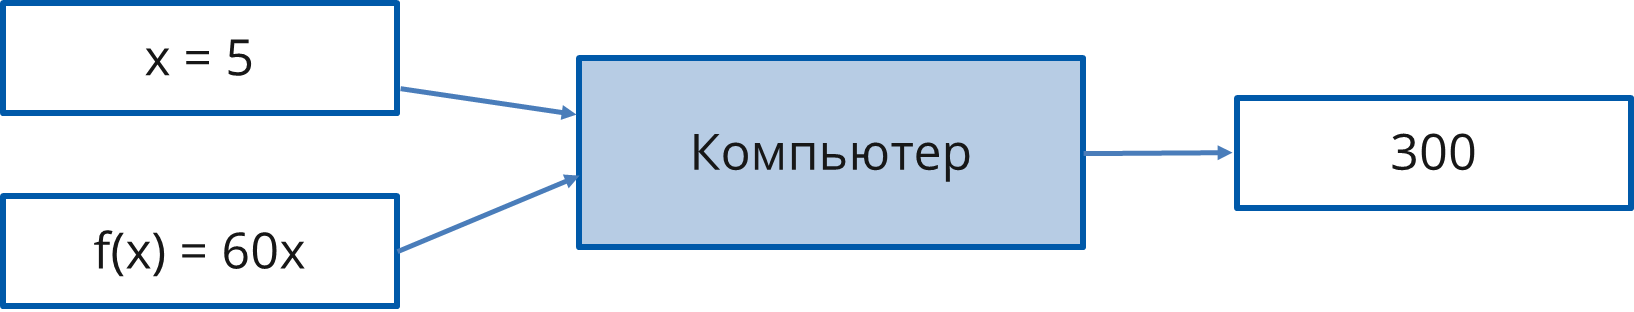 x = 5
f(x) = 60x
Компьютер
300